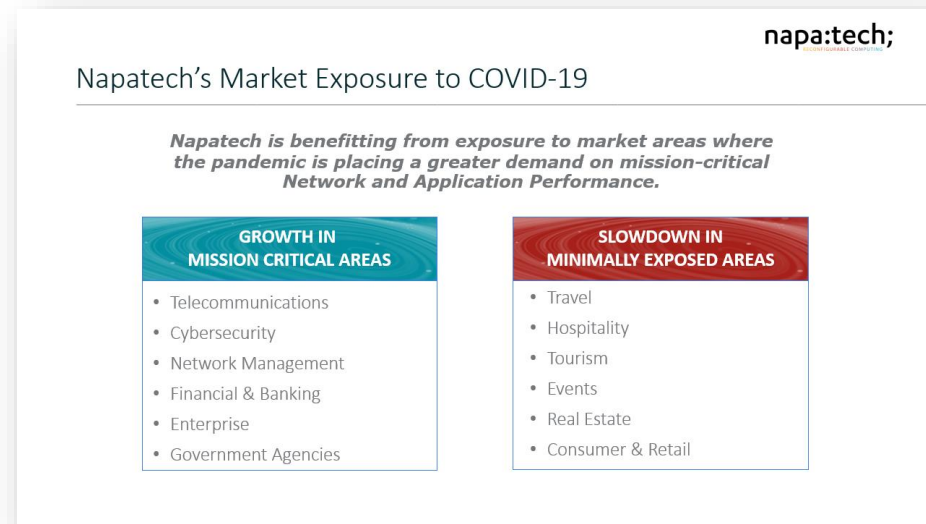 napa:tech;
RECONFIGURABLE COMPUTING
Napatech’s Market Exposure to COVID-19
Napatech is benefitting from exposure to market areas where
the pandemic is placing a greater demand on mission-critical
Network and Application Performance.
GROWTH IN
MISSION CRITICAL AREAS
• Telecommunications
• Cybersecurity
• Network Management
• Financial & Banking
• Enterprise
• Government Agencies
SLOWDOWN IN
MINIMALLY EXPOSED AREAS
• Travel
• Hospitality
• Tourism
• Events
• Real Estate
• Consumer & Retail